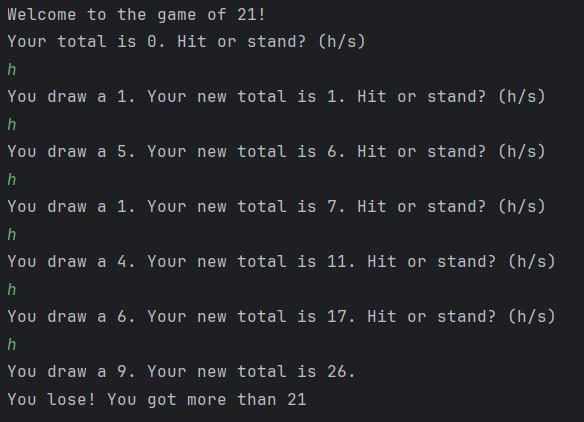 Welcome to the game of 21!
Your total is 0. Hit or stand? (h/s)
h
You draw a 1. Your new total is 1. Hit or stand? (h/s)
h
You draw a 5. Your new total is 6. Hit or stand? (h/s)
h
You draw a 1. Your new total is 7. Hit or stand? (h/s)
h
You draw a 4. Your new total is 11. Hit or stand? (h/s)
h
You draw a 6. Your new total is 17. Hit or stand? (h/s)
h
You draw a 9. Your new total is 26.
You lose! You got more than 21